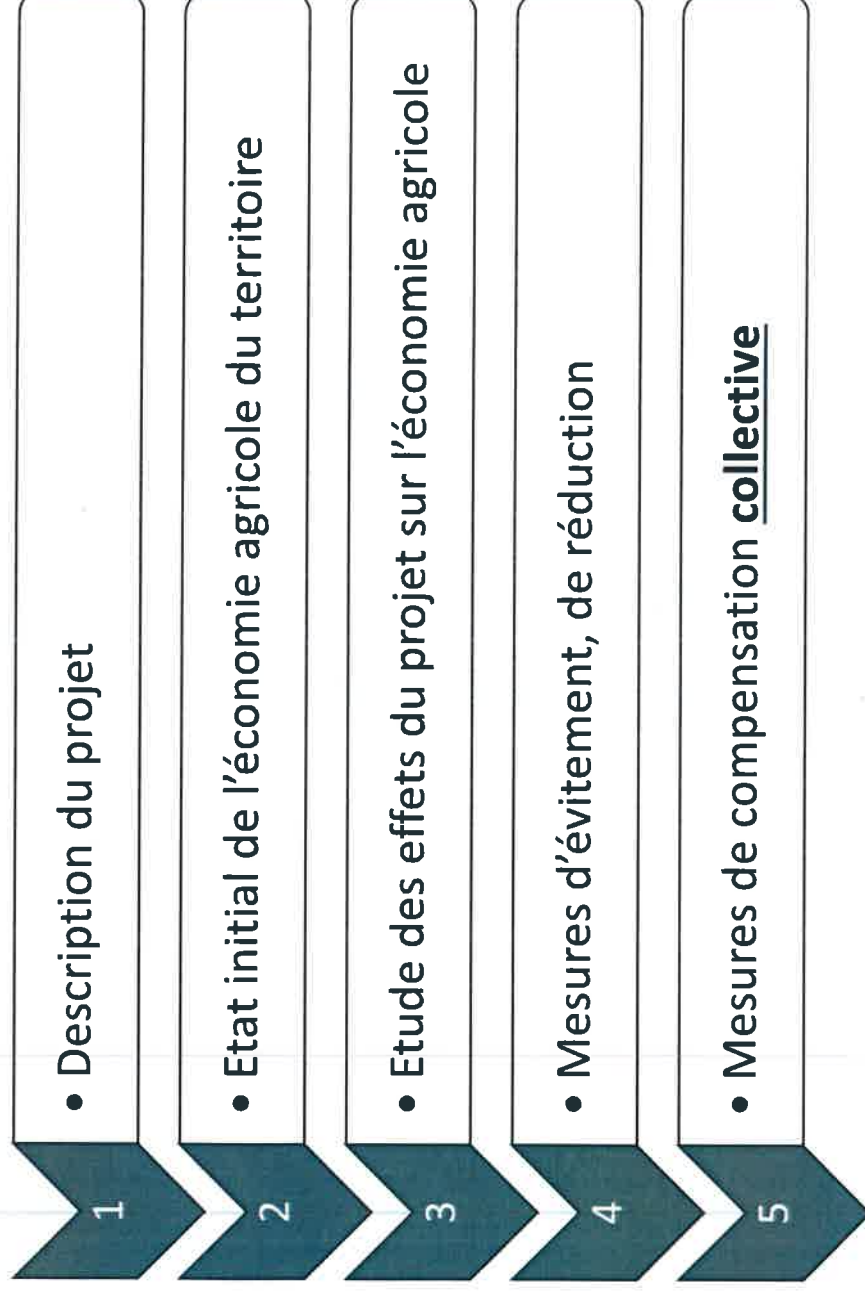 1
• Description du projet
2
• Etat initial de l'économie agricole du territoire
3
• Etude des effets du projet sur l'économie agricole
4
• Mesures d'évitement, de réduction
5
• Mesures de compensation collective